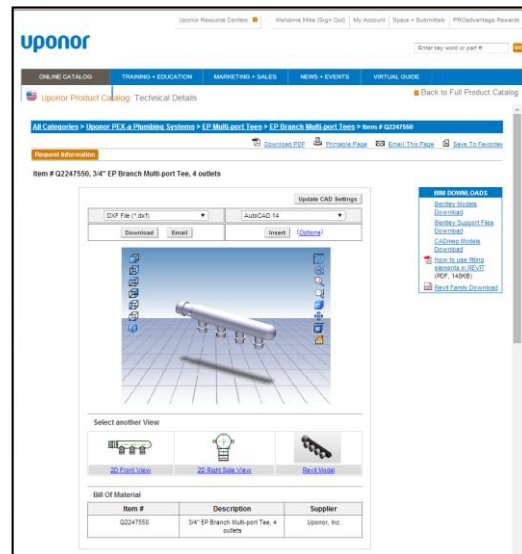 Uponor Resource Centers
Welcome Mike (Sign Out) | My Account | Specs + Submittals | PROadvantage Rewards
uponor
Enter key word or part #
GO
ONLINE CATALOG TRAINING + EDUCATION MARKETING + SALES NEWS + EVENTS VIRTUAL GUIDE
Uponor Product Catalog: Technical Details
Back to Full Product Catalog
All Categories > Uponor PEX-a Plumbing Systems > EP Multi-port Tees > EP Branch Multi-port Tees > Item # Q2247550
Download PDF Printable Page Email This Page Save To Favorites
Request Information
Item # Q2247550, 3/4" EP Branch Multi-port Tee, 4 outlets
Update CAD Settings
DXF File (*.dxf) AutoCAD 14
Download Email Insert (Options)
BIM DOWNLOADS
Bentley Models
Download
Bentley Support Files
Download
CADmep Models
Download
How to use fitting
elements in REVIT
(PDF, 148KB)
Revit Family Download
Select another View
2D Front View 2D Right Side View Revit Model
Bill Of Material
Item # Description Supplier
Q2247550 3/4" EP Branch Multi-port Tee, 4 Uponor, Inc.
outlets